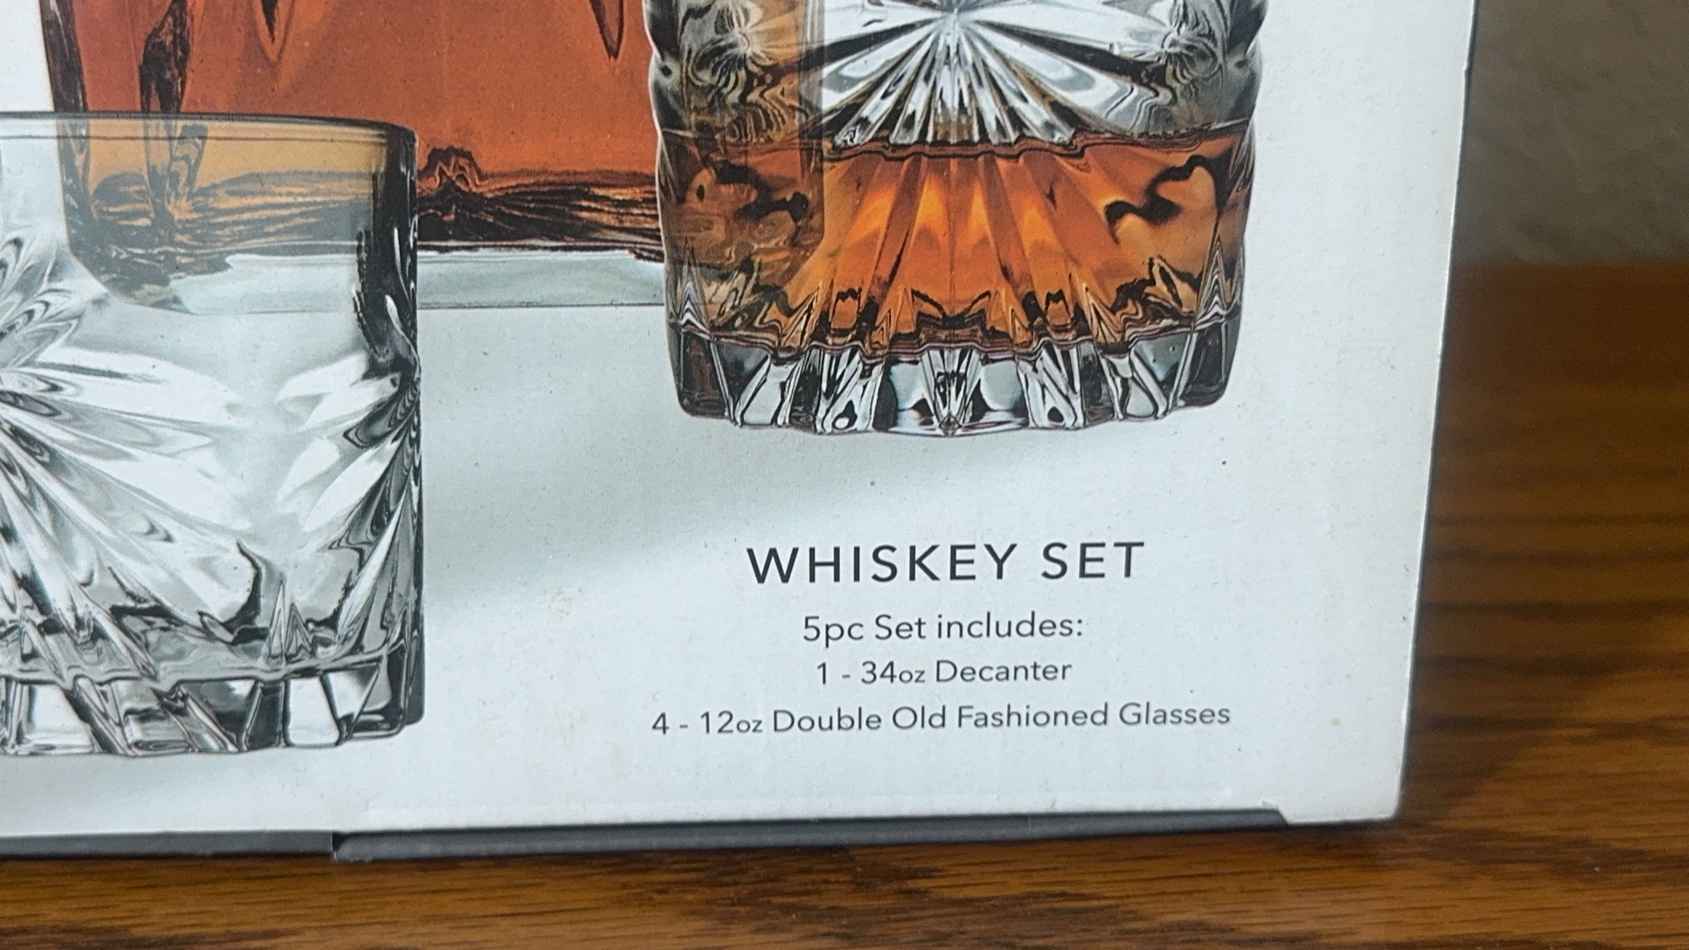 WHISKEY SET
5pc Set includes:
1 - 34oz Decanter
4 - 12oz Double Old Fashioned Glasses